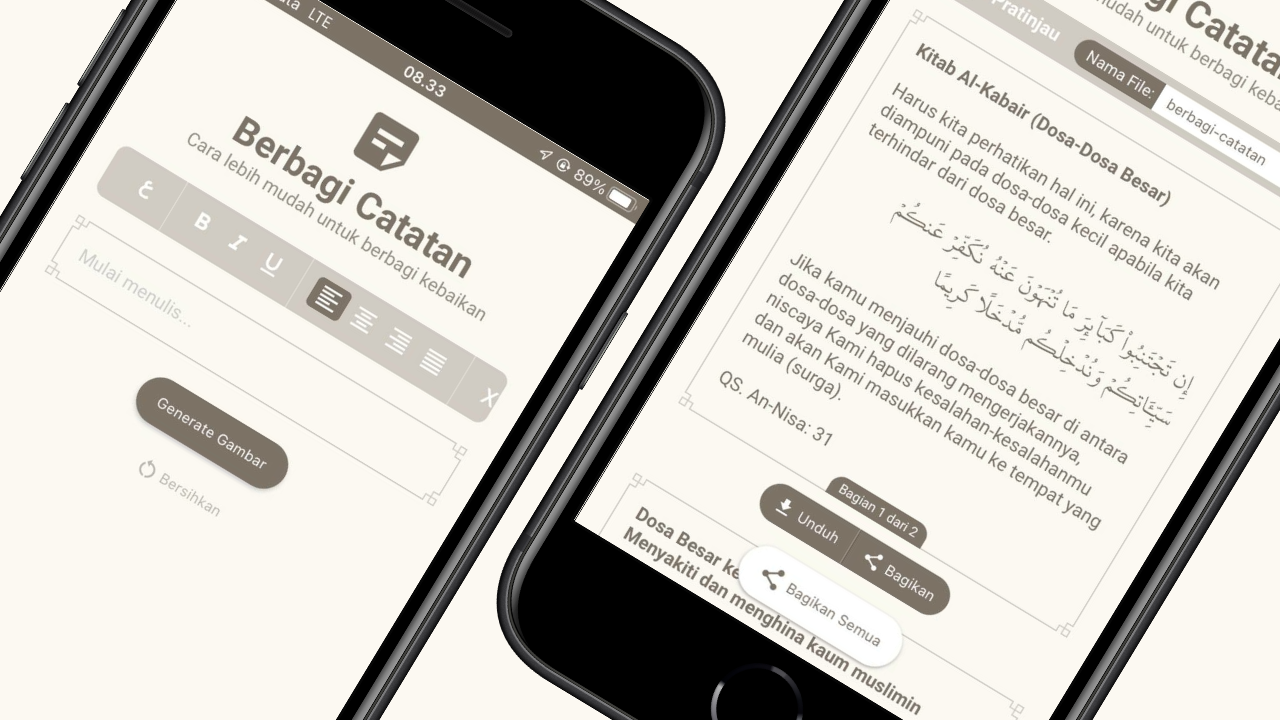 LTE
08.33
89%
Berbagi Catatan
Cara lebih mudah untuk berbagi kebaikan
ع
B I U
X
Mulai menulis...
Generate Gambar
Bersihkan
mudah untuk berbagi
Pratinjau
Nama File:
berbagi-catatan
Kitab Al-Kabair (Dosa-Dosa Besar)
Harus kita perhatikan hal ini, karena kita akan
diampuni pada dosa-dosa kecil apabila kita
terhindar dari dosa besar.
إِن تَجْتَنِبُوا۟ كَبَآئِرَ مَا تُنْهَوْنَ عَنْهُ نُكَفِّرْ عَنكُمْ
سَيِّـَٔاتِكُمْ وَنُدْخِلْكُم مُّدْخَلًا كَرِيمًا
Jika kamu menjauhi dosa-dosa besar di antara
dosa-dosa yang dilarang mengerjakannya,
niscaya Kami hapus kesalahan-kesalahanmu
dan akan Kami masukkan kamu ke tempat yang
mulia (surga).
QS. An-Nisa: 31
Bagian 1 dari 2
Unduh
Bagikan
Dosa Besar ke
Menyakiti dan menghina kaum muslimin
Bagikan Semua